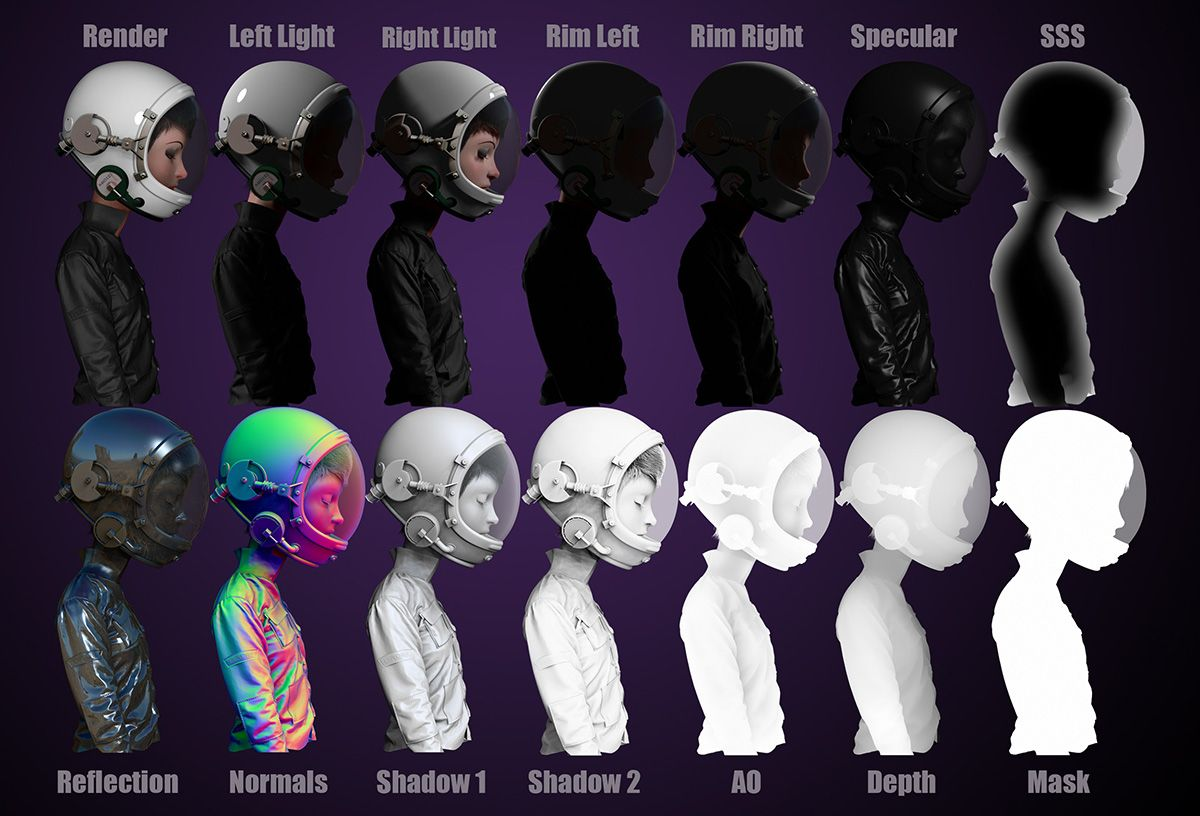 Render Left Light Right Light Rim Left Rim Right Specular SSS
Reflection Normals Shadow 1 Shadow 2 AO Depth Mask